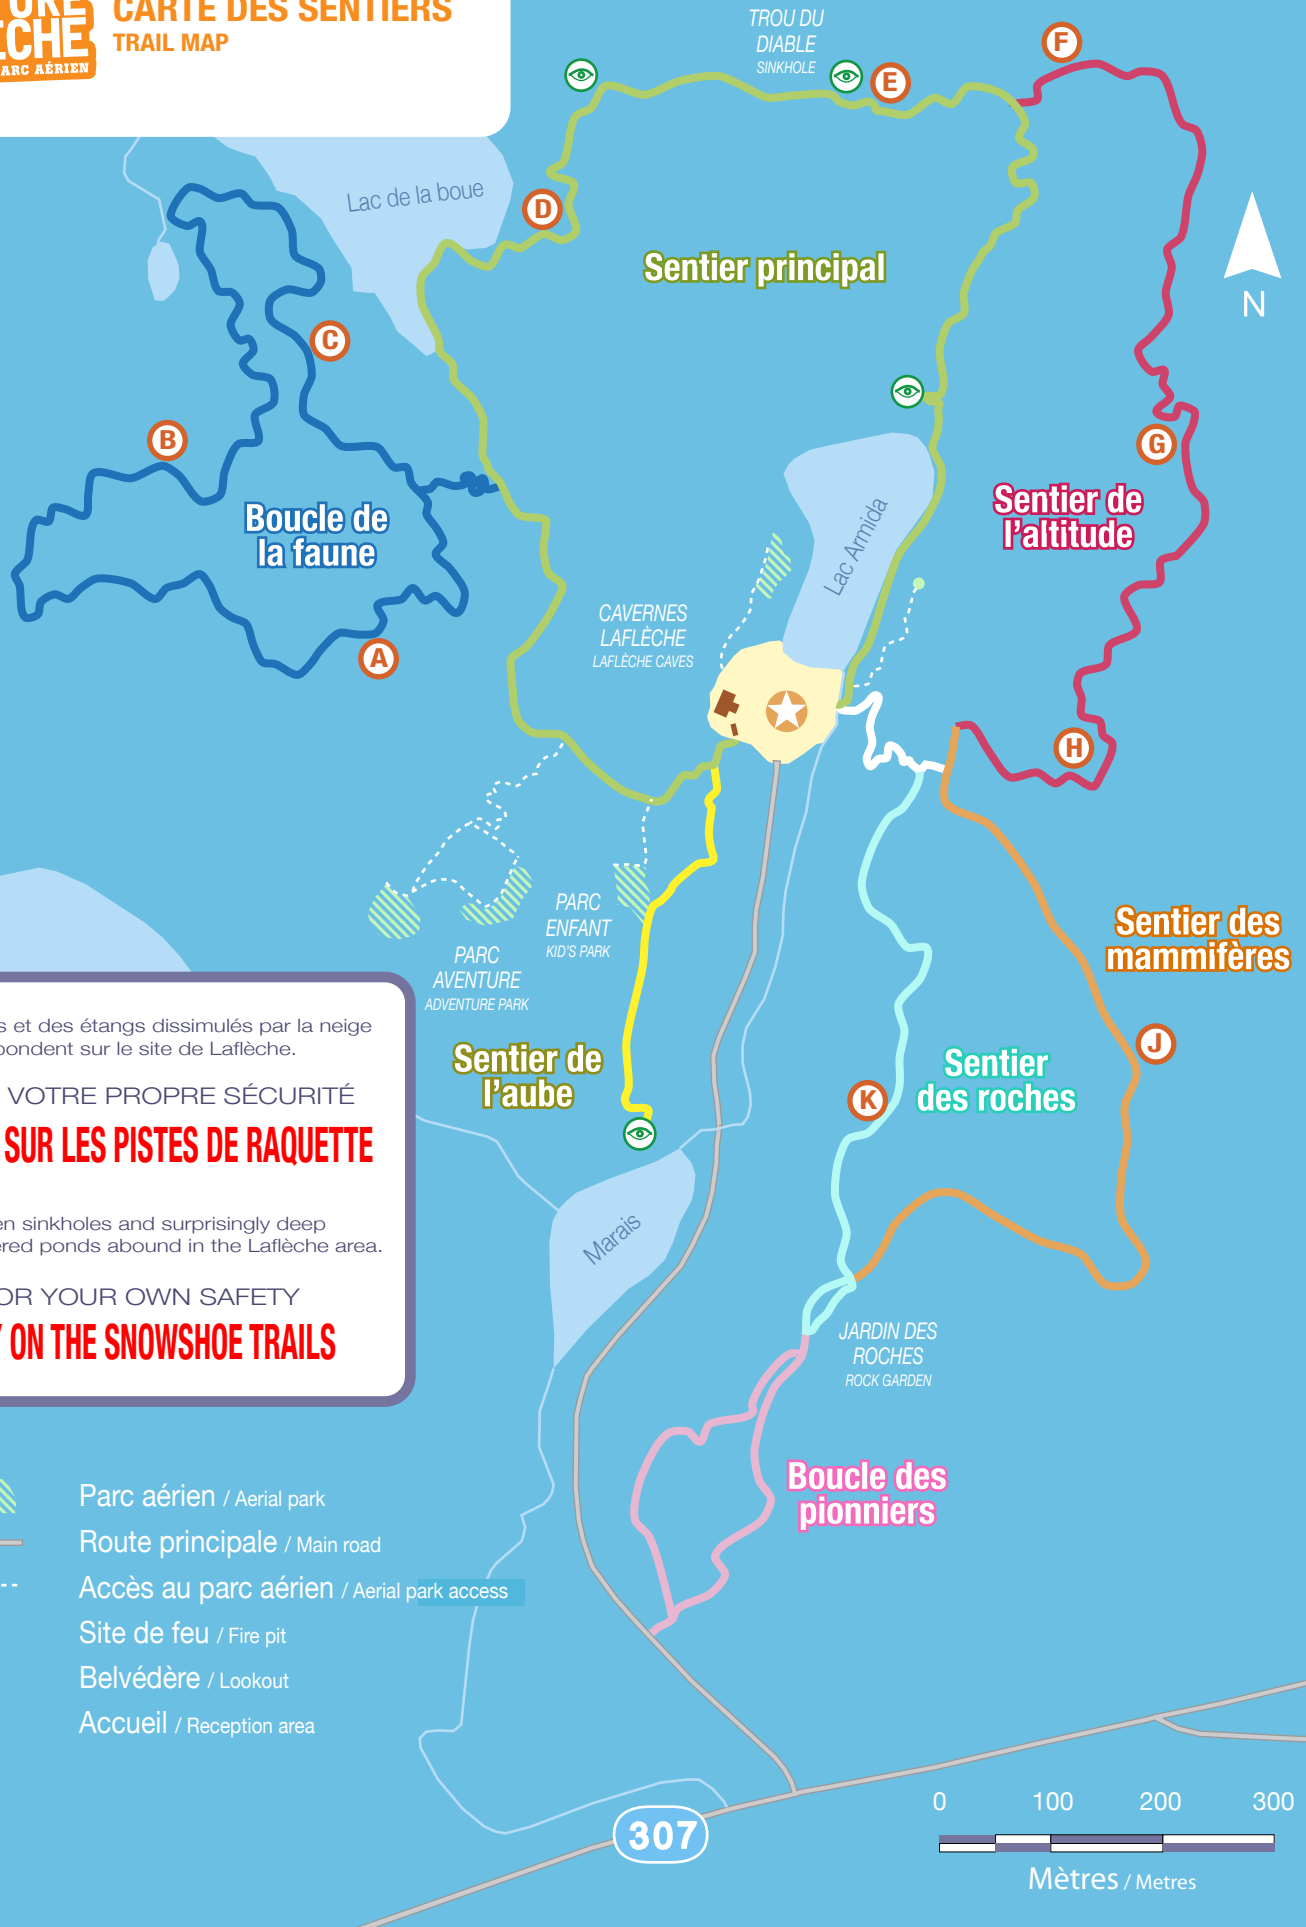 CARTE DES SENTIERS
TRAIL MAP
PARC AÉRIEN
TROU DU
DIABLE
SINKHOLE
F
E
D
Lac de la boue
Sentier principal
N
C
B
G
Boucle de
la faune
Sentier de
l'altitude
Lac Armida
CAVERNES
LAFLÈCHE
LAFLÈCHE CAVES
A
H
PARC
ENFANT
KID'S PARK
PARC
AVENTURE
ADVENTURE PARK
Sentier des
mammifères
J
Sentier de
l'aube
Sentier
des roches
K
s et des étangs dissimulés par la neige
pondent sur le site de Laflèche.
VOTRE PROPRE SÉCURITÉ
SUR LES PISTES DE RAQUETTE
en sinkholes and surprisingly deep
ered ponds abound in the Laflèche area.
OR YOUR OWN SAFETY
ON THE SNOWSHOE TRAILS
Marais
JARDIN DES
ROCHES
ROCK GARDEN
Boucle des
pionniers
Parc aérien / Aerial park
Route principale / Main road
Accès au parc aérien / Aerial park access
Site de feu / Fire pit
Belvédère / Lookout
Accueil / Reception area
307
0 100 200 300
Mètres / Metres